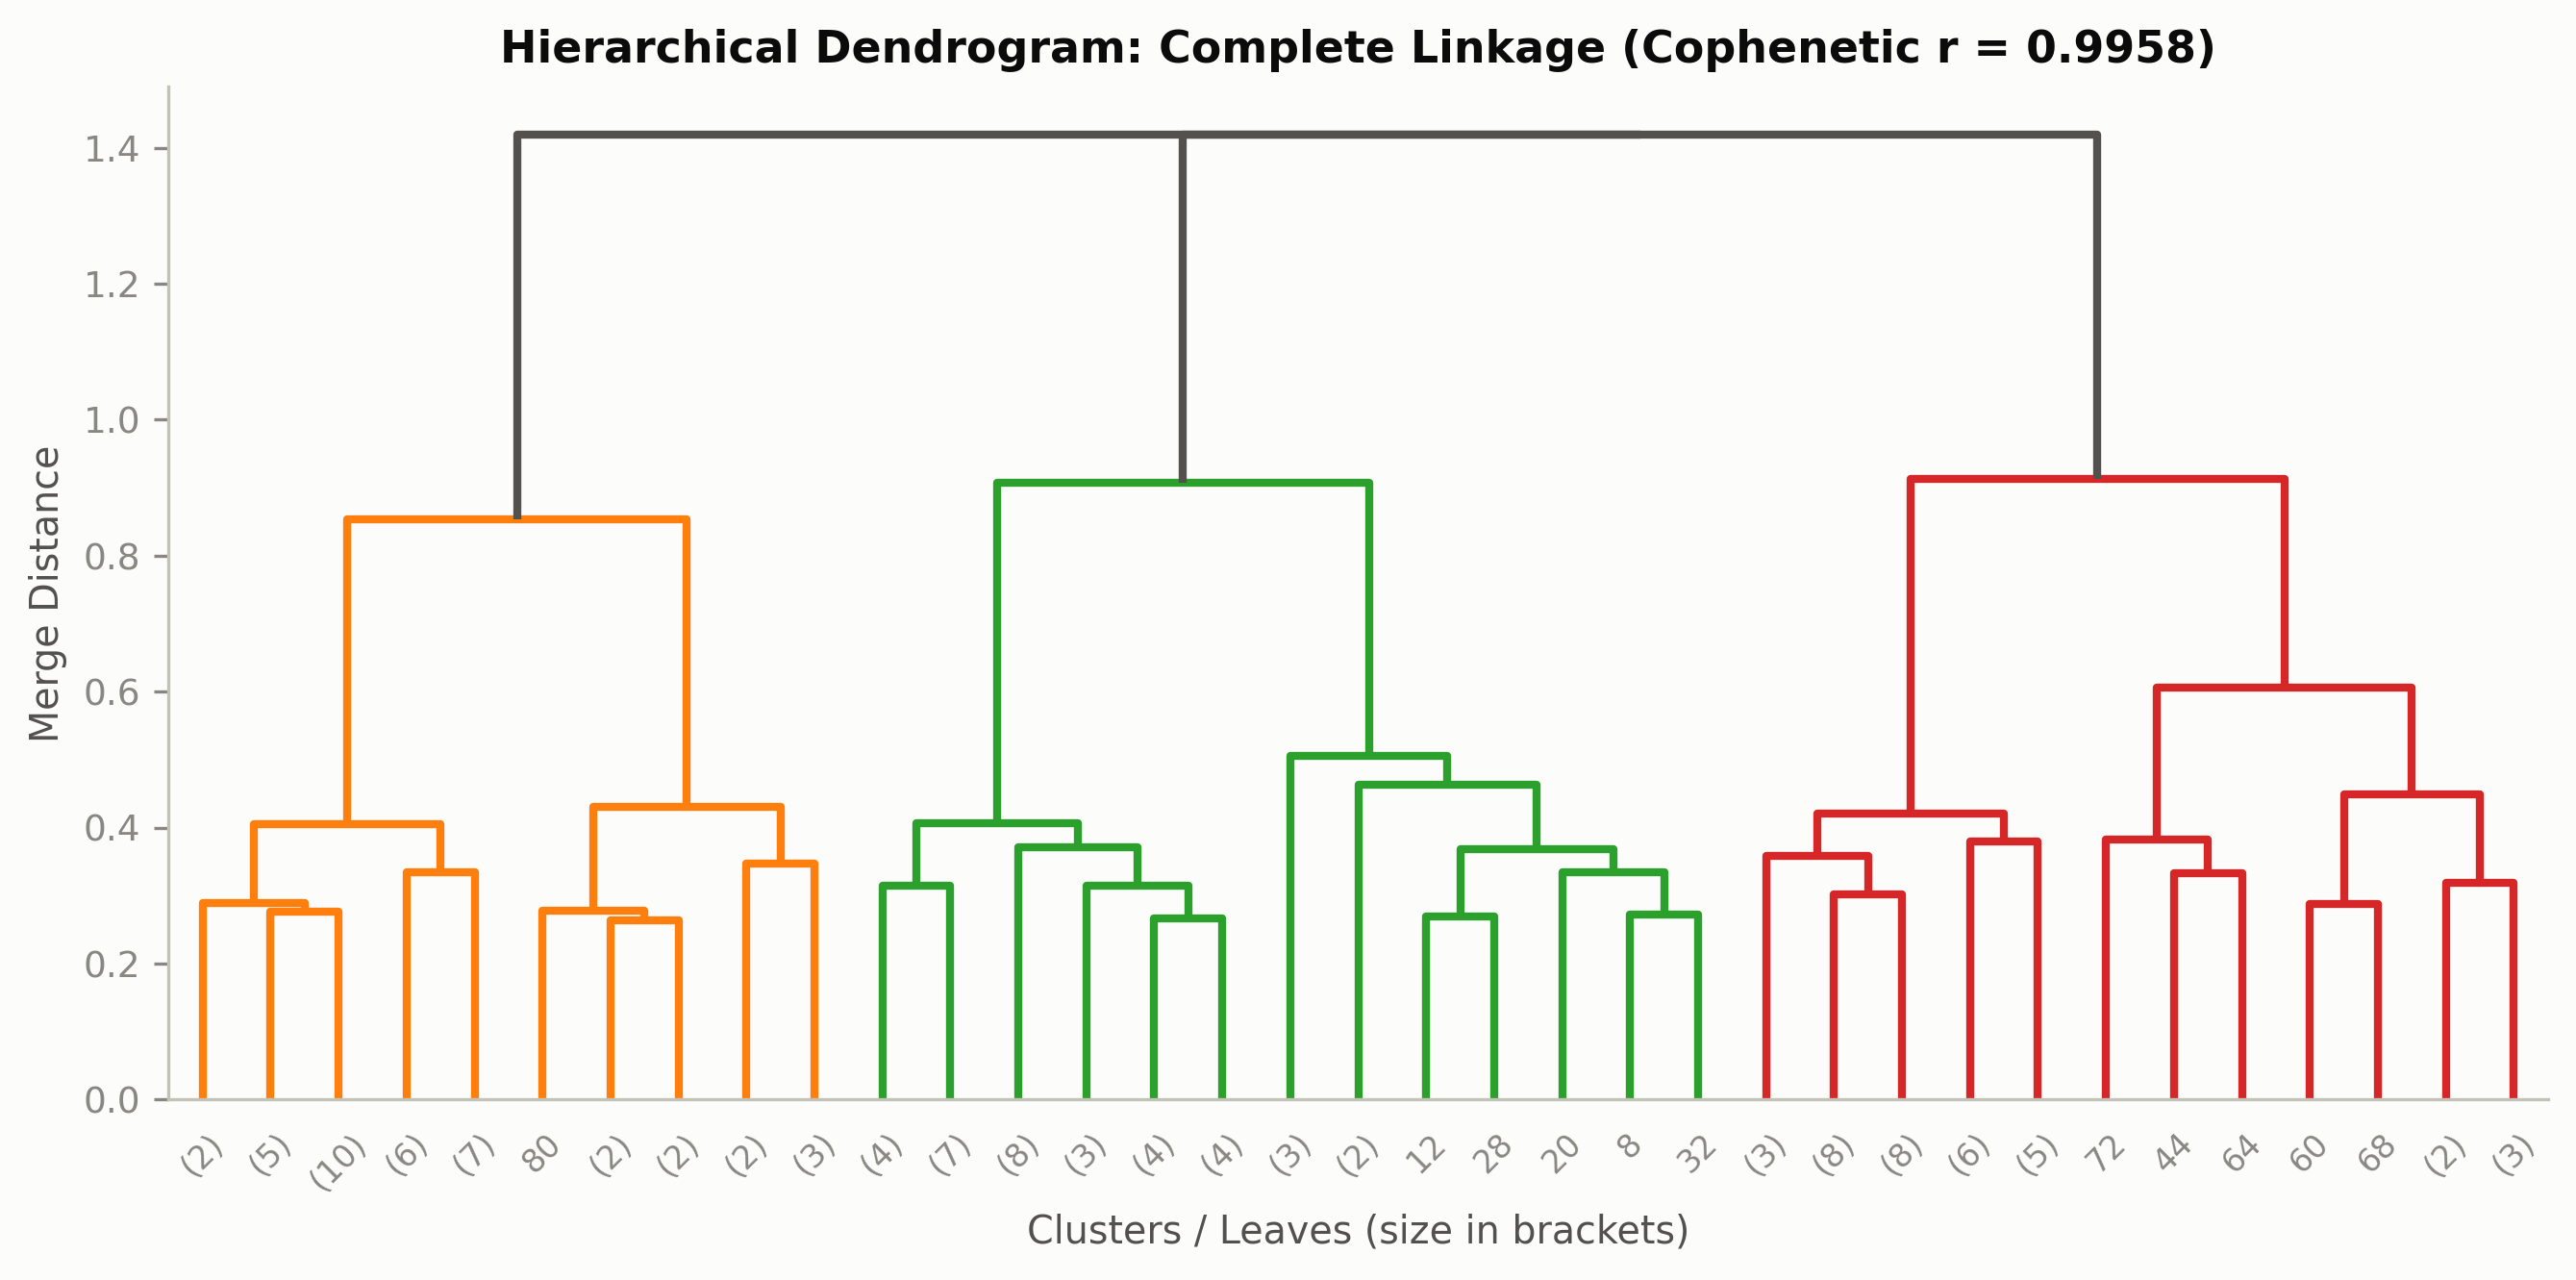 Hierarchical Dendrogram: Complete Linkage (Cophenetic r = 0.9958)
Merge Distance
1.4
1.2
1.0
0.8
0.6
0.4
0.2
0.0
(2) (5) (10) (6) (7) 80 (2) (2) (2) (3) (4) (7) (8) (3) (4) (4) (3) (2) 12 28 20 8 32 (3) (8) (8) (6) (5) 72 44 64 60 68 (2) (3)
Clusters / Leaves (size in brackets)